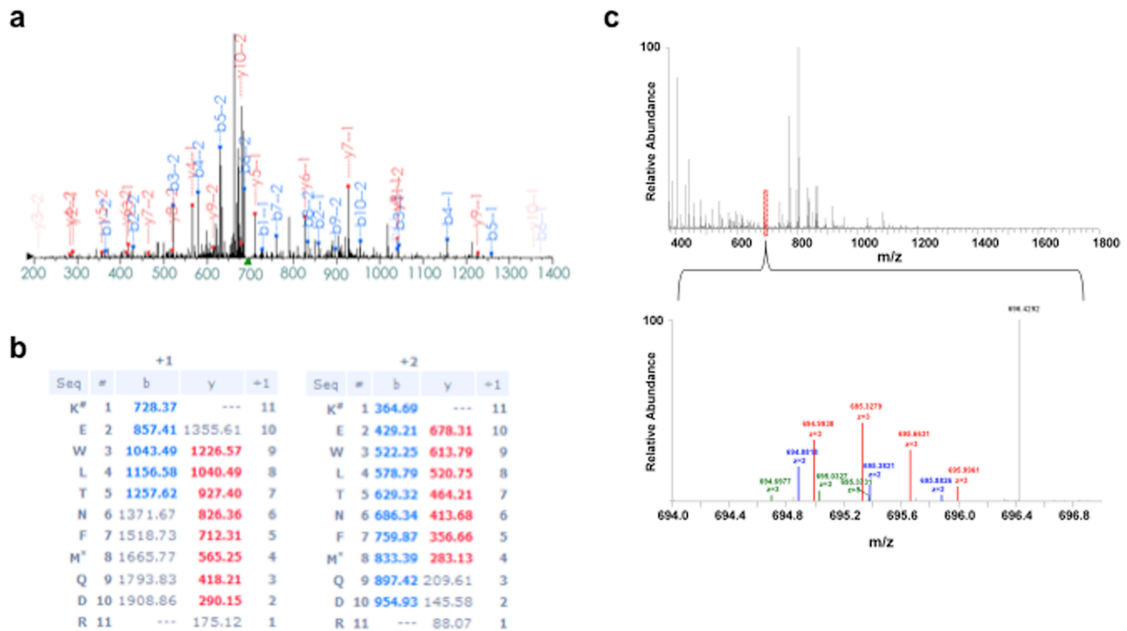 a
y10--2
b5--2
y4--1
b4--2
b3--2
y9--2
y5--1
b7--2
y6--1
b2--1
b9--2
y7--1
b10--2
b4--1
y9--1
b5--1
b1--1
y7--2
b1--2
b2--2
y3--2
200 300 400 500 600 700 800 900 1000 1100 1200 1300 1400
b
+1
Seq # b y +1
K# 1 728.37 --- 11
E 2 857.41 1355.61 10
W 3 1043.49 1226.57 9
L 4 1156.58 1040.49 8
T 5 1257.62 927.40 7
N 6 1371.67 826.36 6
F 7 1518.73 712.31 5
M* 8 1665.77 565.25 4
Q 9 1793.83 418.21 3
D 10 1908.86 290.15 2
R 11 --- 175.12 1
+2
Seq # b y +1
K# 1 364.69 --- 11
E 2 429.21 678.31 10
W 3 522.25 613.79 9
L 4 578.79 520.75 8
T 5 629.32 464.21 7
N 6 686.34 413.68 6
F 7 759.87 356.66 5
M* 8 833.39 283.13 4
Q 9 897.42 209.61 3
D 10 954.93 145.58 2
R 11 --- 88.07 1
c
100
Relative Abundance
400 600 800 1000 1200 1400 1600 1800
m/z
100
Relative Abundance
696.4292
695.3279
z=3
694.9938
z=3
695.6621
z=3
z=2
z=2
695.9961
z=3
695.8826
z=2
694.6977
z=3
694.0 694.4 694.8 695.2 695.6 696.0 696.4 696.8
m/z